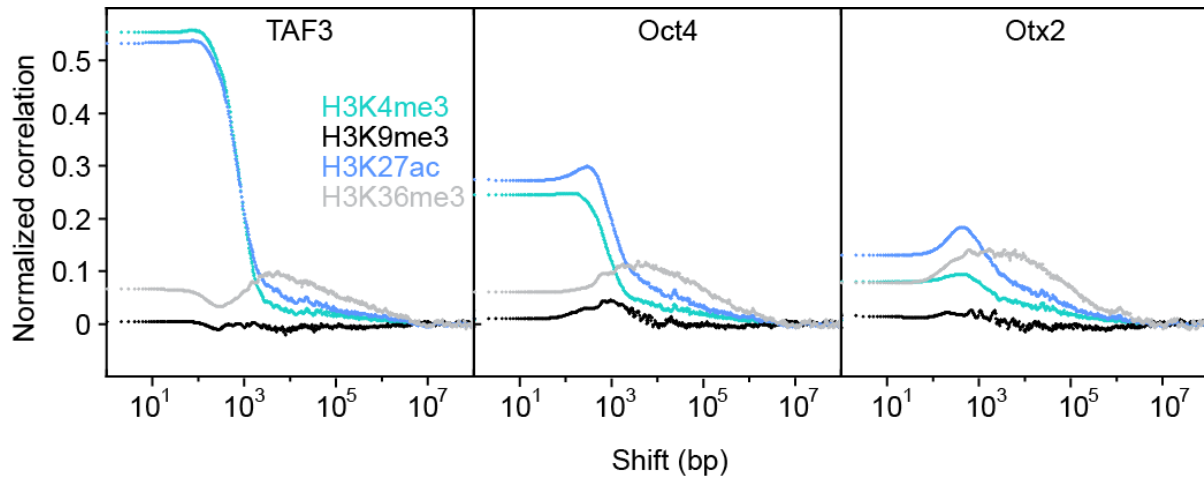 TAF3 Oct4 Otx2
Normalized correlation
0.5
0.4
0.3
0.2
0.1
0
H3K4me3
H3K9me3
H3K27ac
H3K36me3
10¹ 10³ 10⁵ 10⁷ 10¹ 10³ 10⁵ 10⁷ 10¹ 10³ 10⁵ 10⁷
Shift (bp)